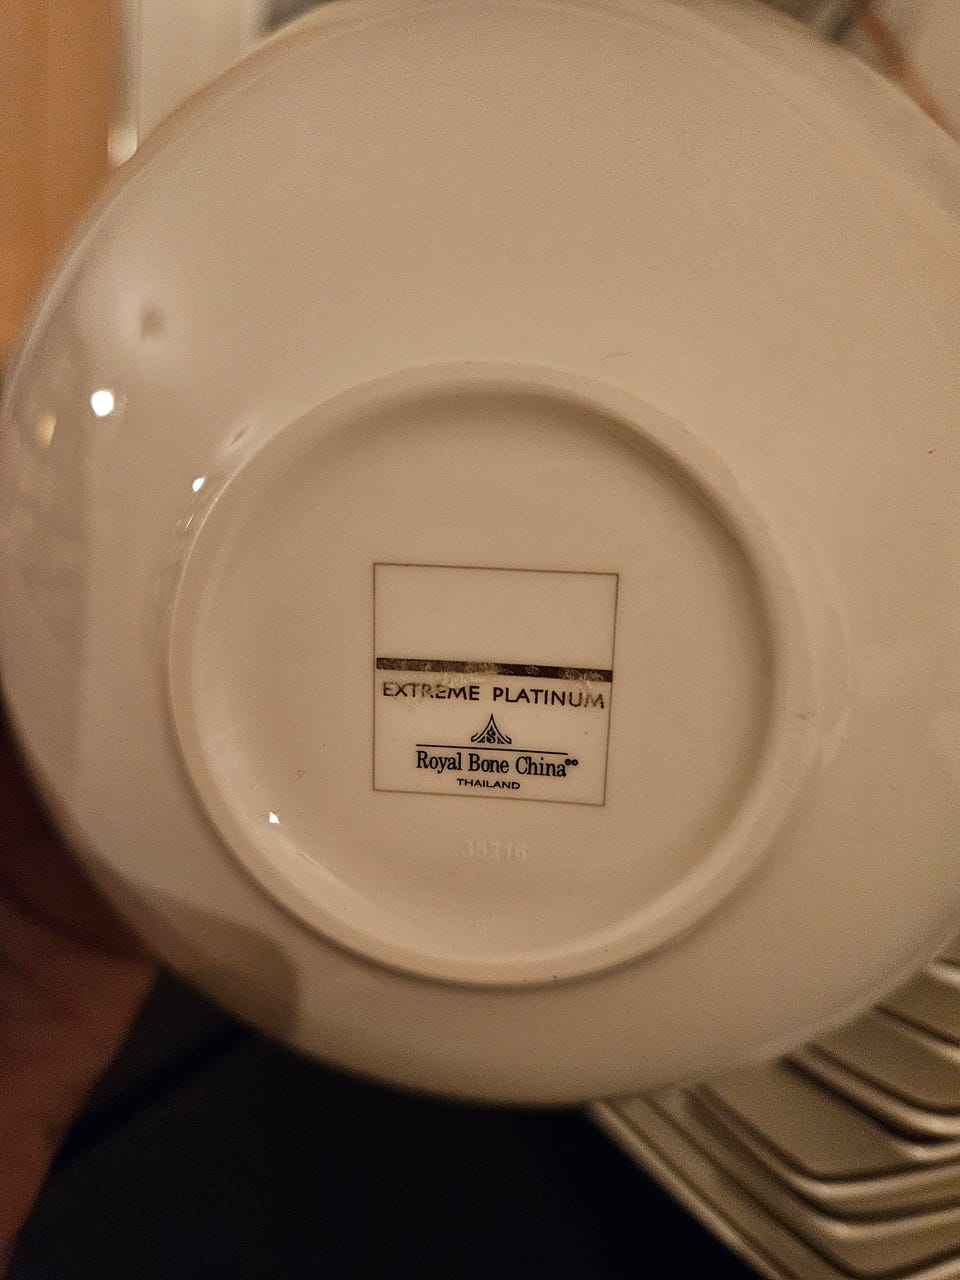 EXTREME PLATINUM
Royal Bone China
THAILAND